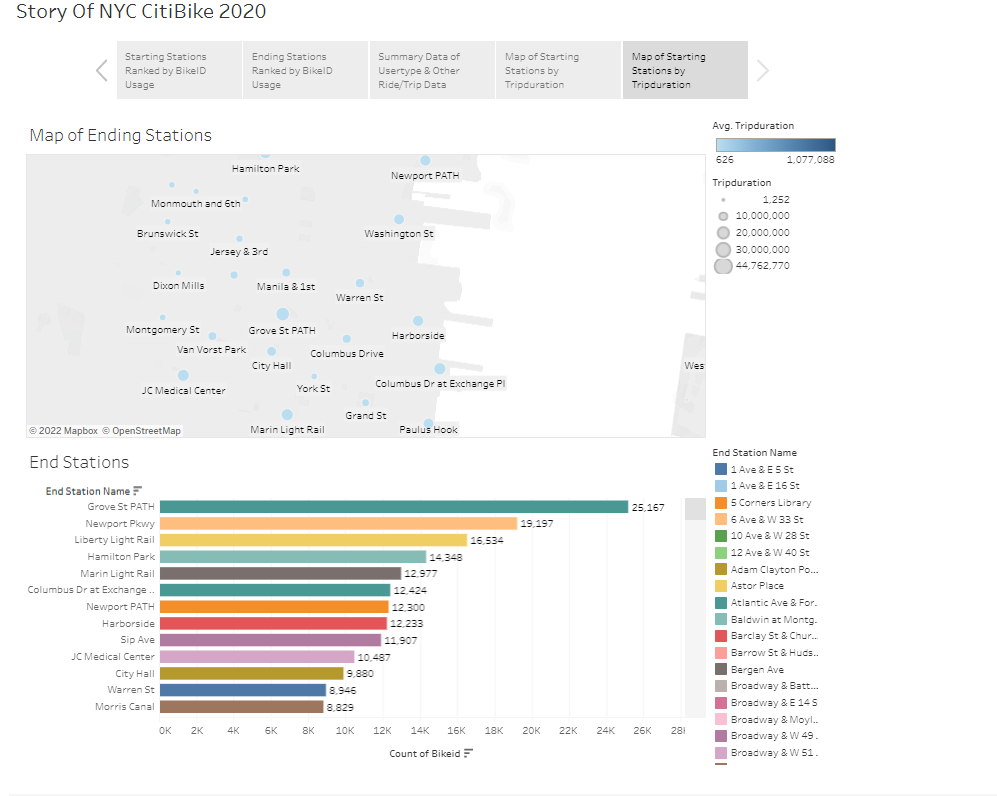 Story Of NYC CitiBike 2020
Starting Stations
Ranked by BikeID
Usage
Ending Stations
Ranked by BikeID
Usage
Summary Data of
Usertype & Other
Ride/Trip Data
Map of Starting
Stations by
Tripduration
Map of Starting
Stations by
Tripduration
Map of Ending Stations
Hamilton Park
Newport PATH
Monmouth and 6th
Brunswick St
Washington St
Jersey & 3rd
Dixon Mills
Manila & 1st
Warren St
Montgomery St
Grove St PATH
Harborside
Van Vorst Park
Columbus Drive
City Hall
West
JC Medical Center
York St
Columbus Dr at Exchange Pl
Grand St
Marin Light Rail
Paulus Hook
© 2022 Mapbox © OpenStreetMap
Avg. Tripduration
626 1,077,088
Tripduration
1,252
10,000,000
20,000,000
30,000,000
44,762,770
End Stations
End Station Name
Grove St PATH 25,167
Newport Pkwy 19,197
Liberty Light Rail 16,534
Hamilton Park 14,348
Marin Light Rail 12,977
Columbus Dr at Exchange .. 12,424
Newport PATH 12,300
Harborside 12,233
Sip Ave 11,907
JC Medical Center 10,487
City Hall 9,880
Warren St 8,946
Morris Canal 8,829
0K 2K 4K 6K 8K 10K 12K 14K 16K 18K 20K 22K 24K 26K 28K
Count of Bikeid
End Station Name
1 Ave & E 5 St
1 Ave & E 16 St
5 Corners Library
6 Ave & W 33 St
10 Ave & W 28 St
12 Ave & W 40 St
Adam Clayton Po...
Astor Place
Atlantic Ave & For.
Baldwin at Montg.
Barclay St & Chur...
Barrow St & Huds..
Bergen Ave
Broadway & Batt...
Broadway & E 14 S
Broadway & Moyl..
Broadway & W 49 .
Broadway & W 51 .